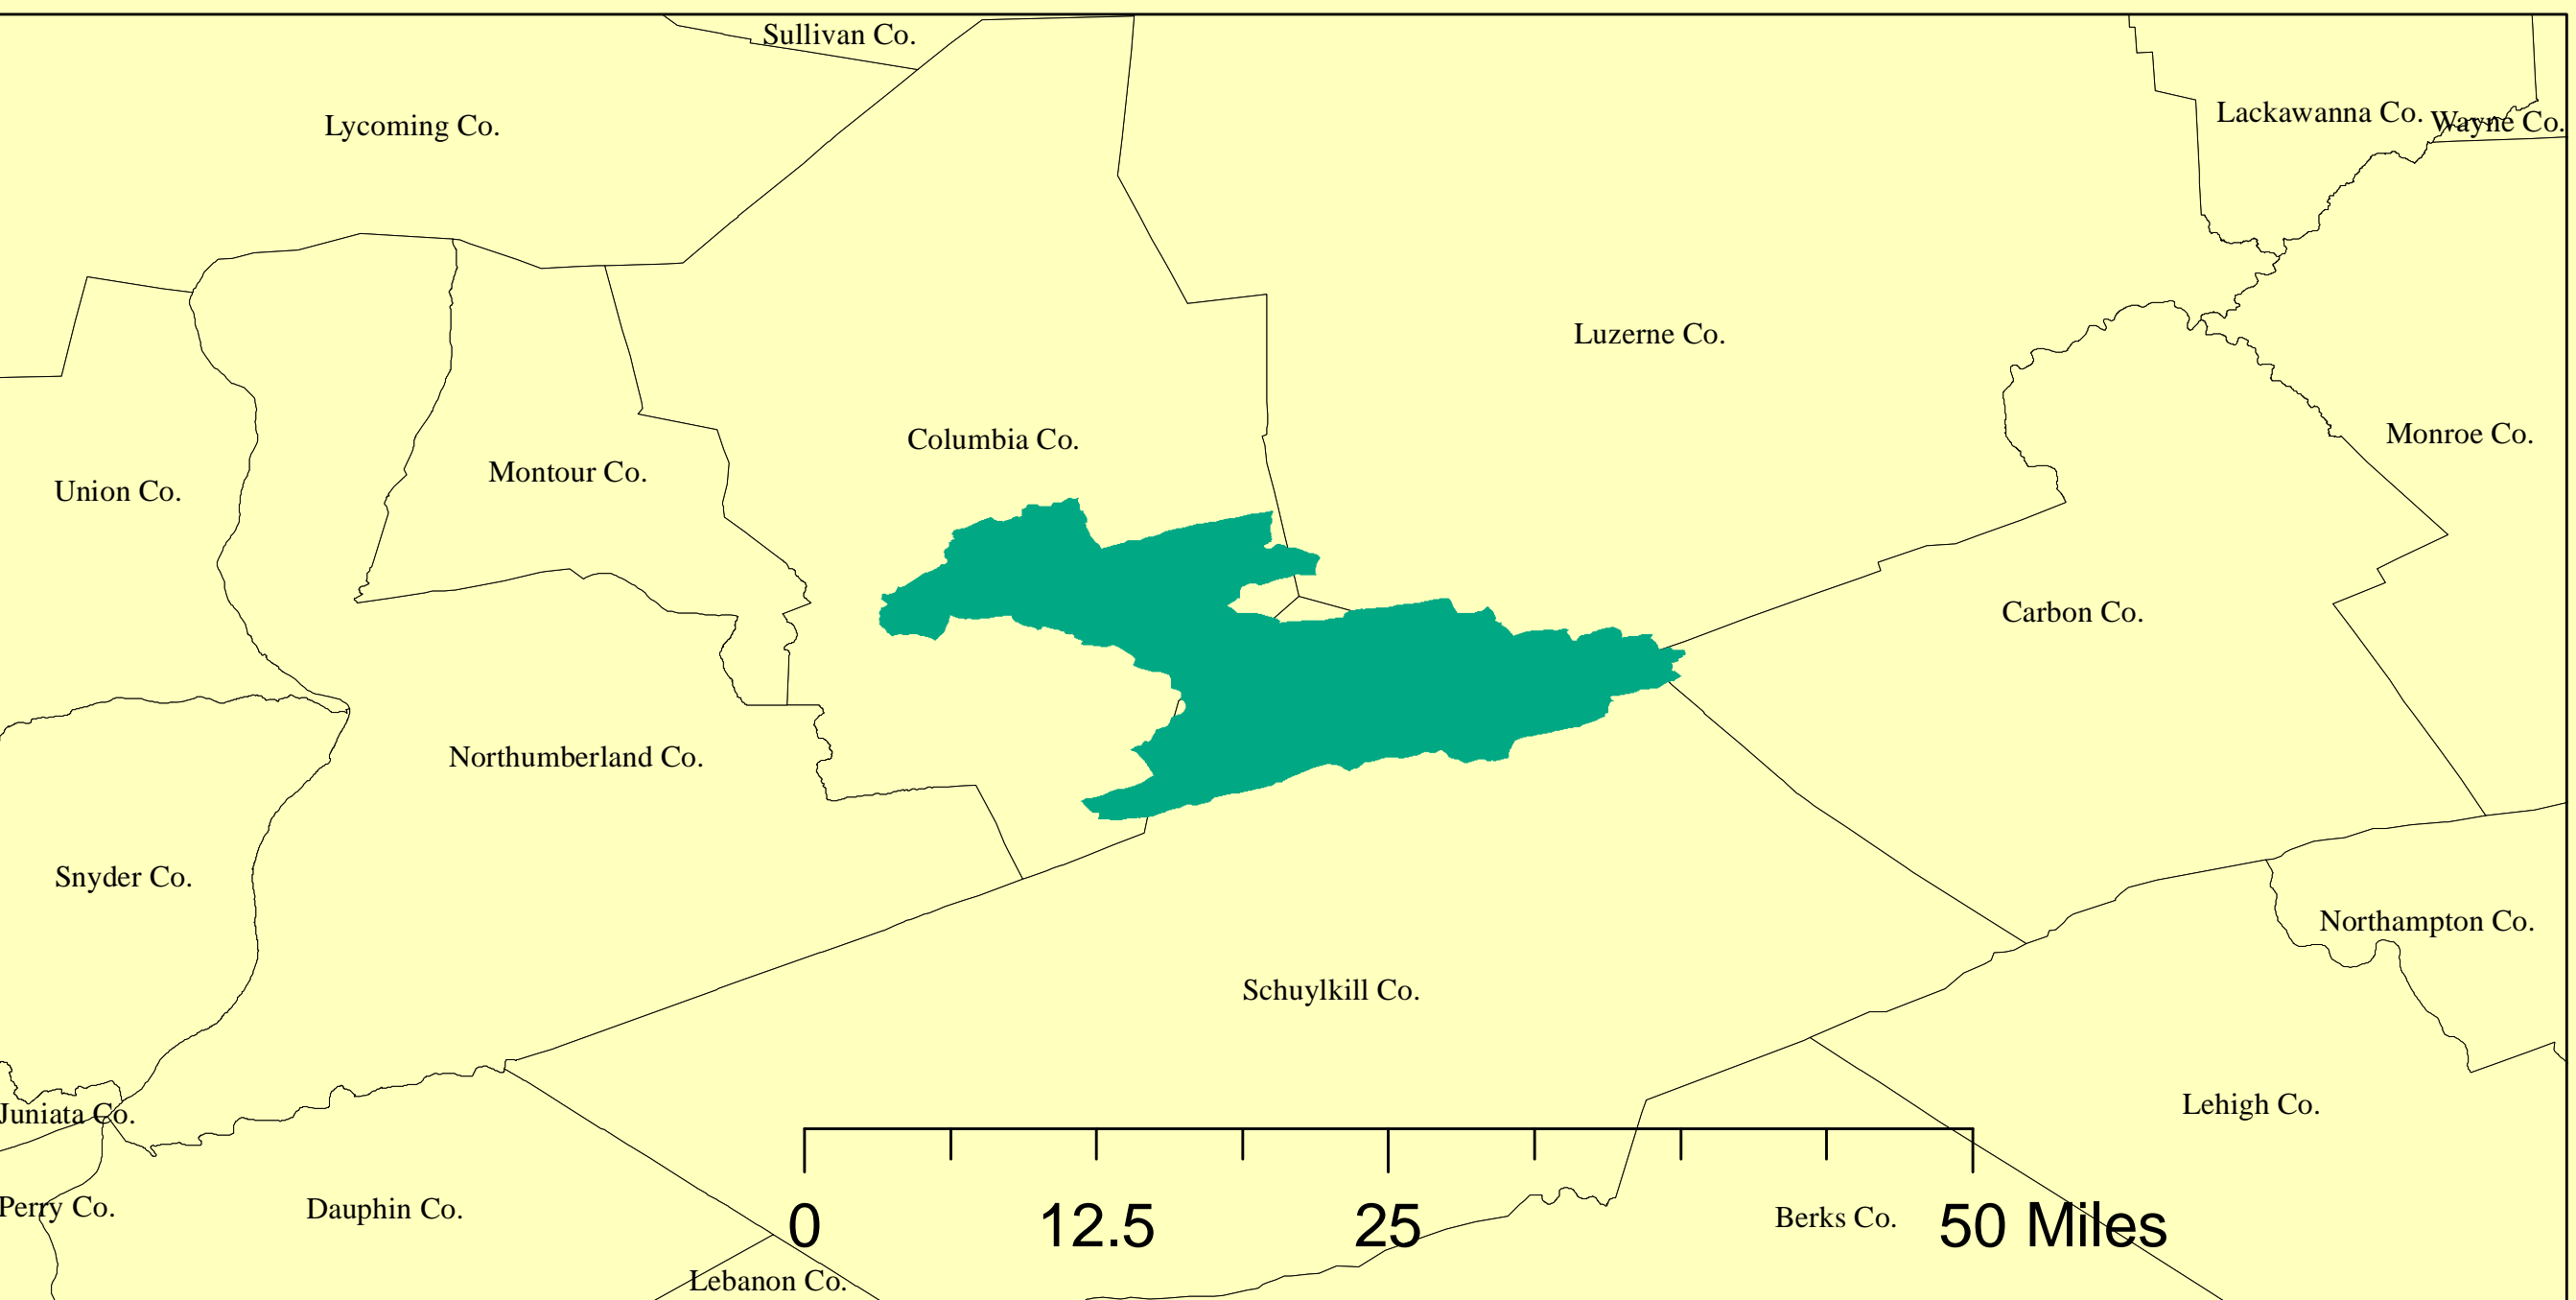 Sullivan Co.
Lycoming Co.
Lackawanna Co.
Wayne Co.
Luzerne Co.
Columbia Co.
Monroe Co.
Montour Co.
Union Co.
Carbon Co.
Northumberland Co.
Snyder Co.
Northampton Co.
Schuylkill Co.
Lehigh Co.
Juniata Co.
Perry Co.
Dauphin Co.
Berks Co.
0 12.5 25 50 Miles
Lebanon Co.